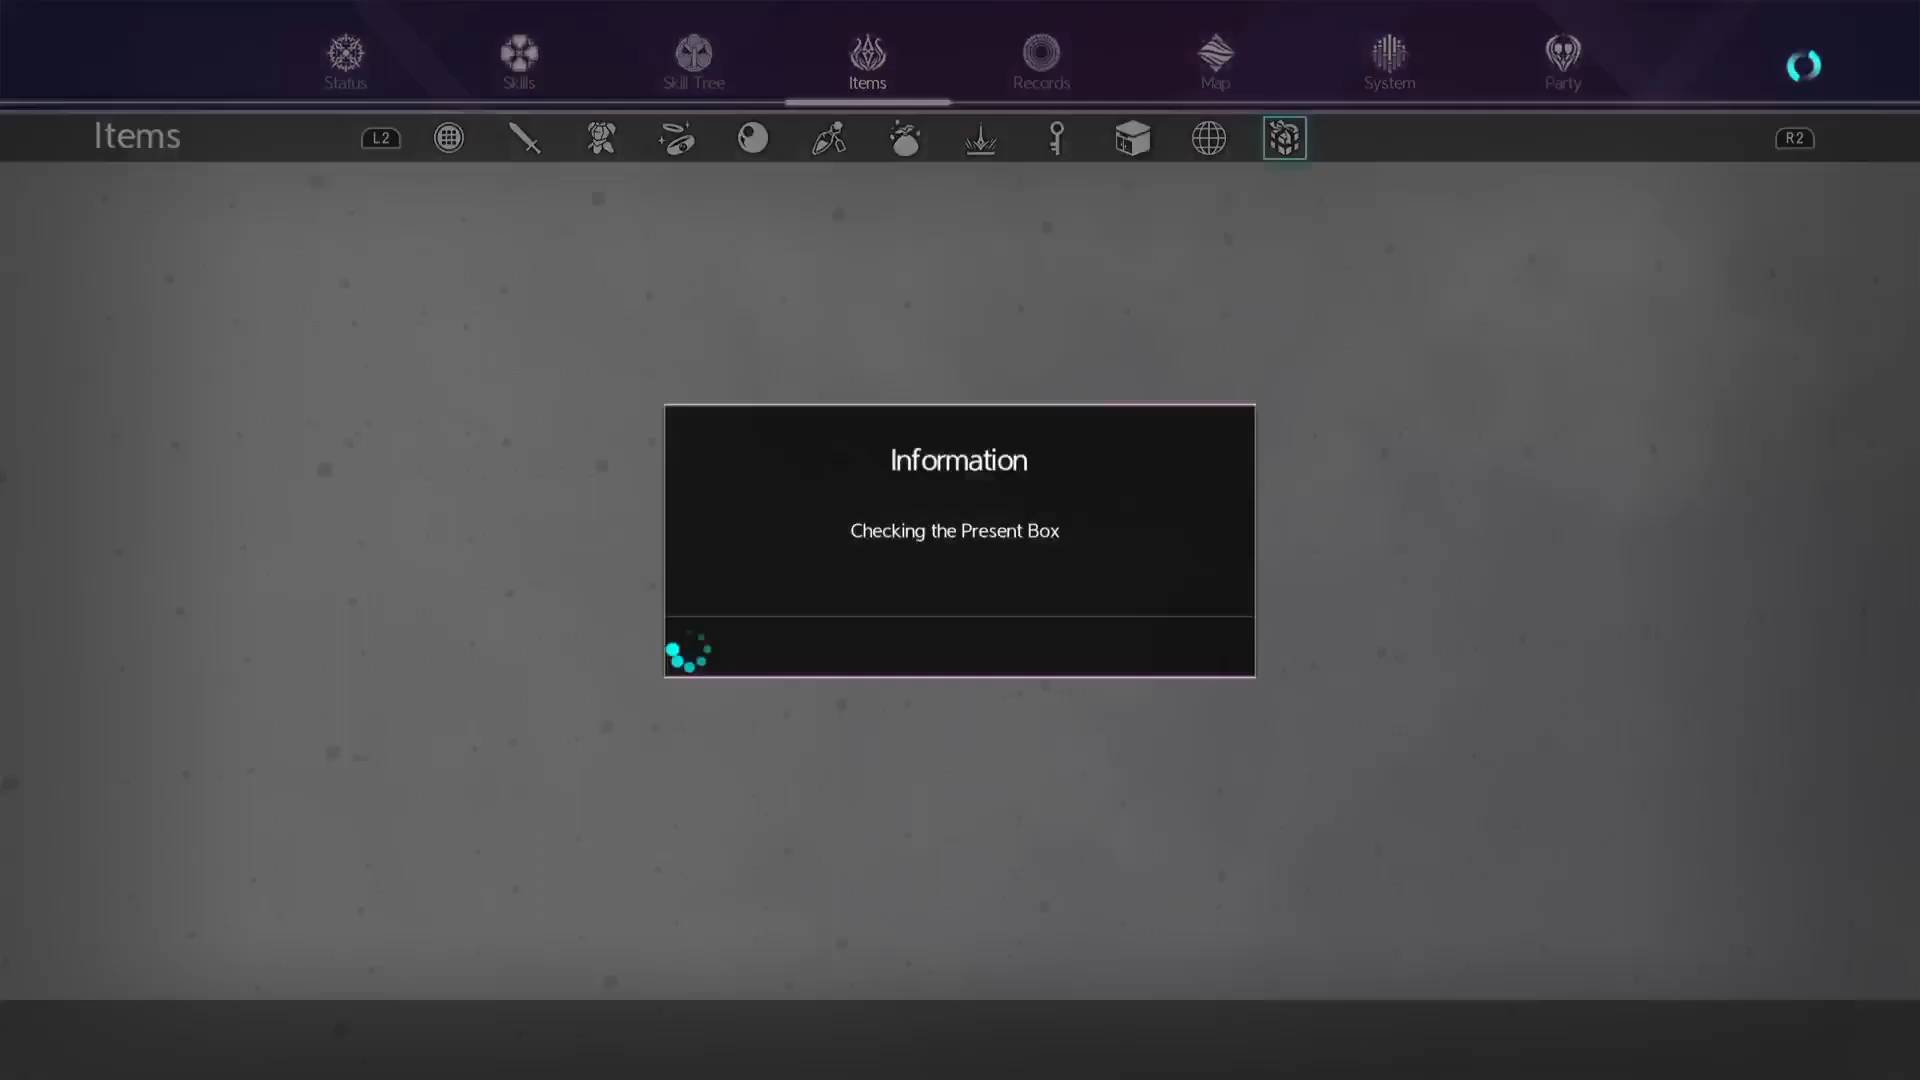 Status
Skills
Skill Tree
Items
Records
Map
System
Party
Items
L2
R2
Information
Checking the Present Box